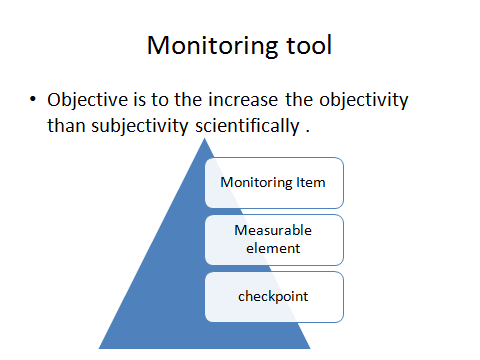 Monitoring tool
• Objective is to the increase the objectivity
than subjectivity scientifically .
Monitoring Item
Measurable
element
checkpoint